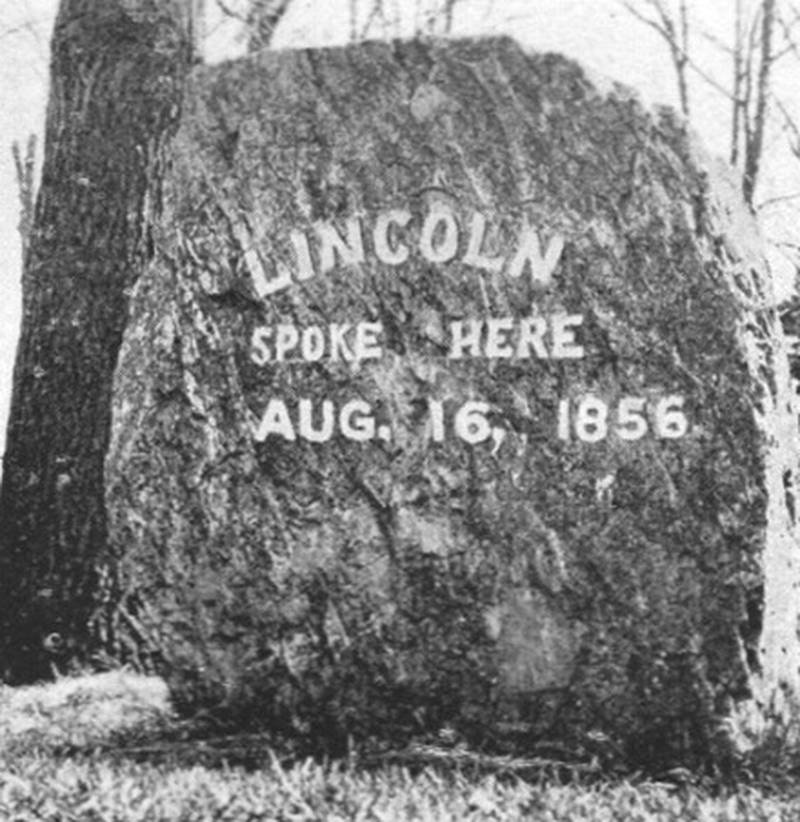 LINCOLN
SPOKE HERE
AUG. 16, 1856.